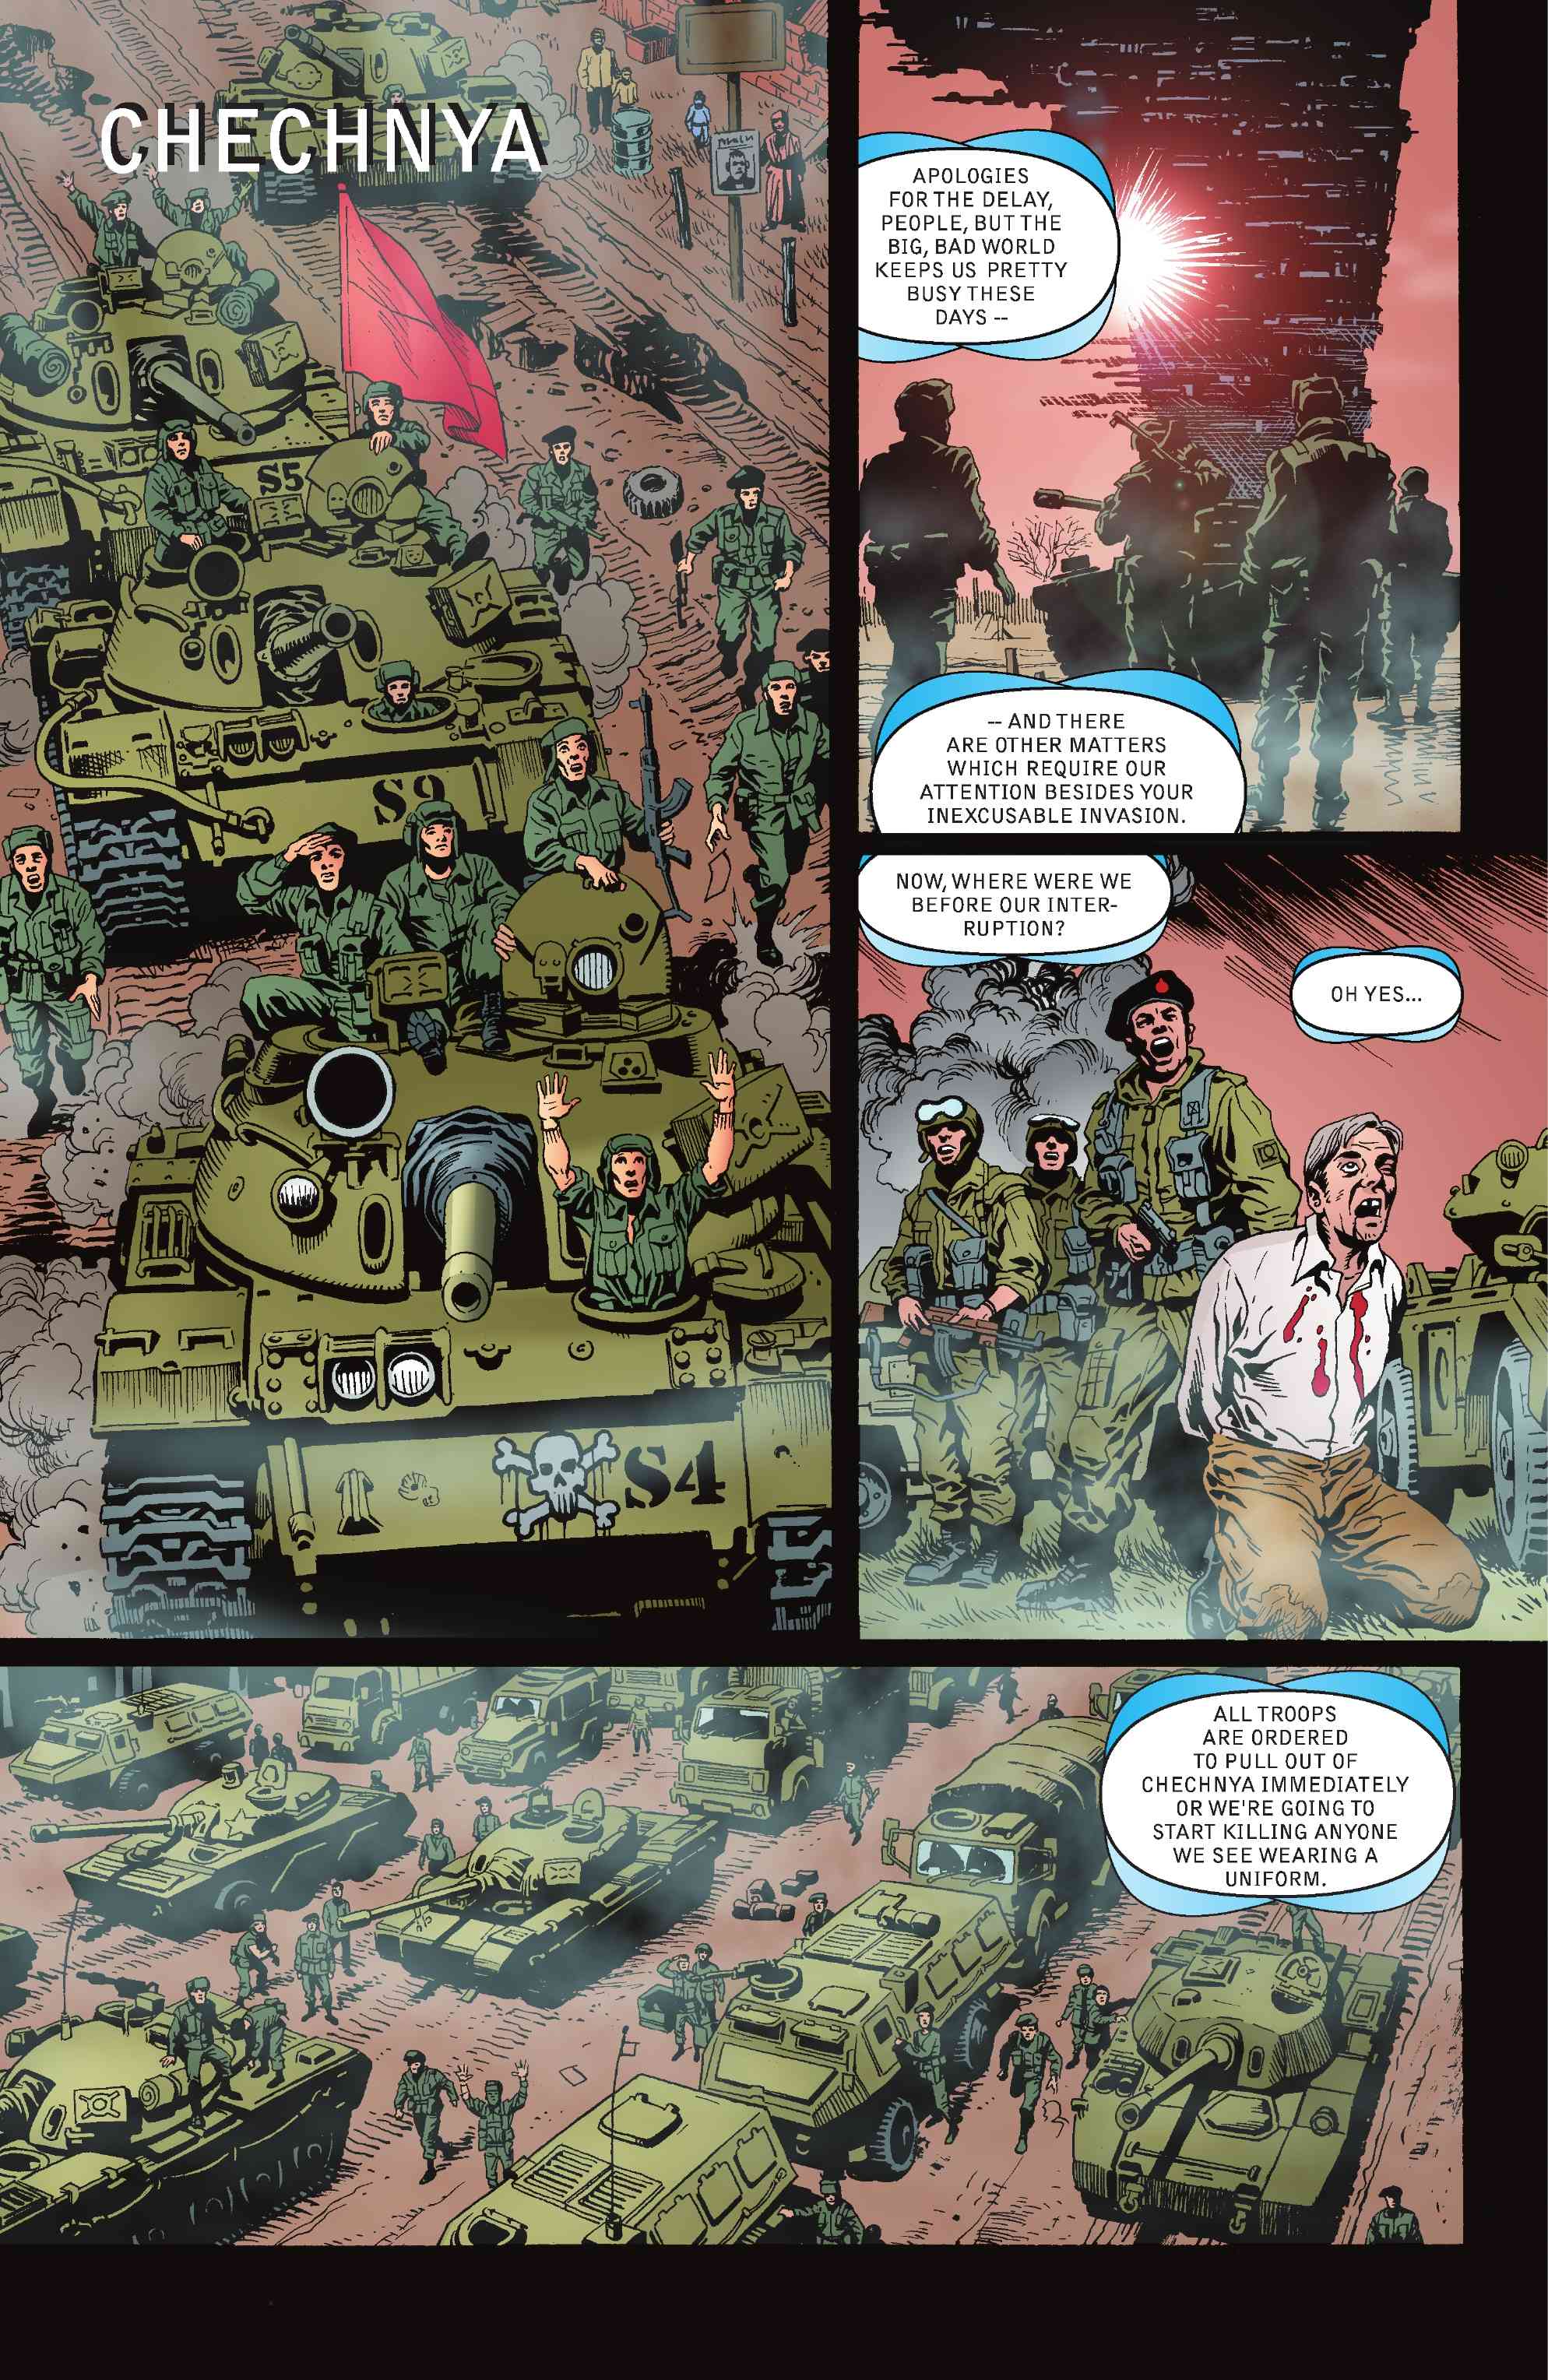 CHECHNYA
S5
S9
S4
APOLOGIES
FOR THE DELAY,
PEOPLE, BUT THE
BIG, BAD WORLD
KEEPS US PRETTY
BUSY THESE
DAYS --
-- AND THERE
ARE OTHER MATTERS
WHICH REQUIRE OUR
ATTENTION BESIDES YOUR
INEXCUSABLE INVASION.
NOW, WHERE WERE WE
BEFORE OUR INTER-
RUPTION?
OH YES...
ALL TROOPS
ARE ORDERED
TO PULL OUT OF
CHECHNYA IMMEDIATELY
OR WE'RE GOING TO
START KILLING ANYONE
WE SEE WEARING A
UNIFORM.